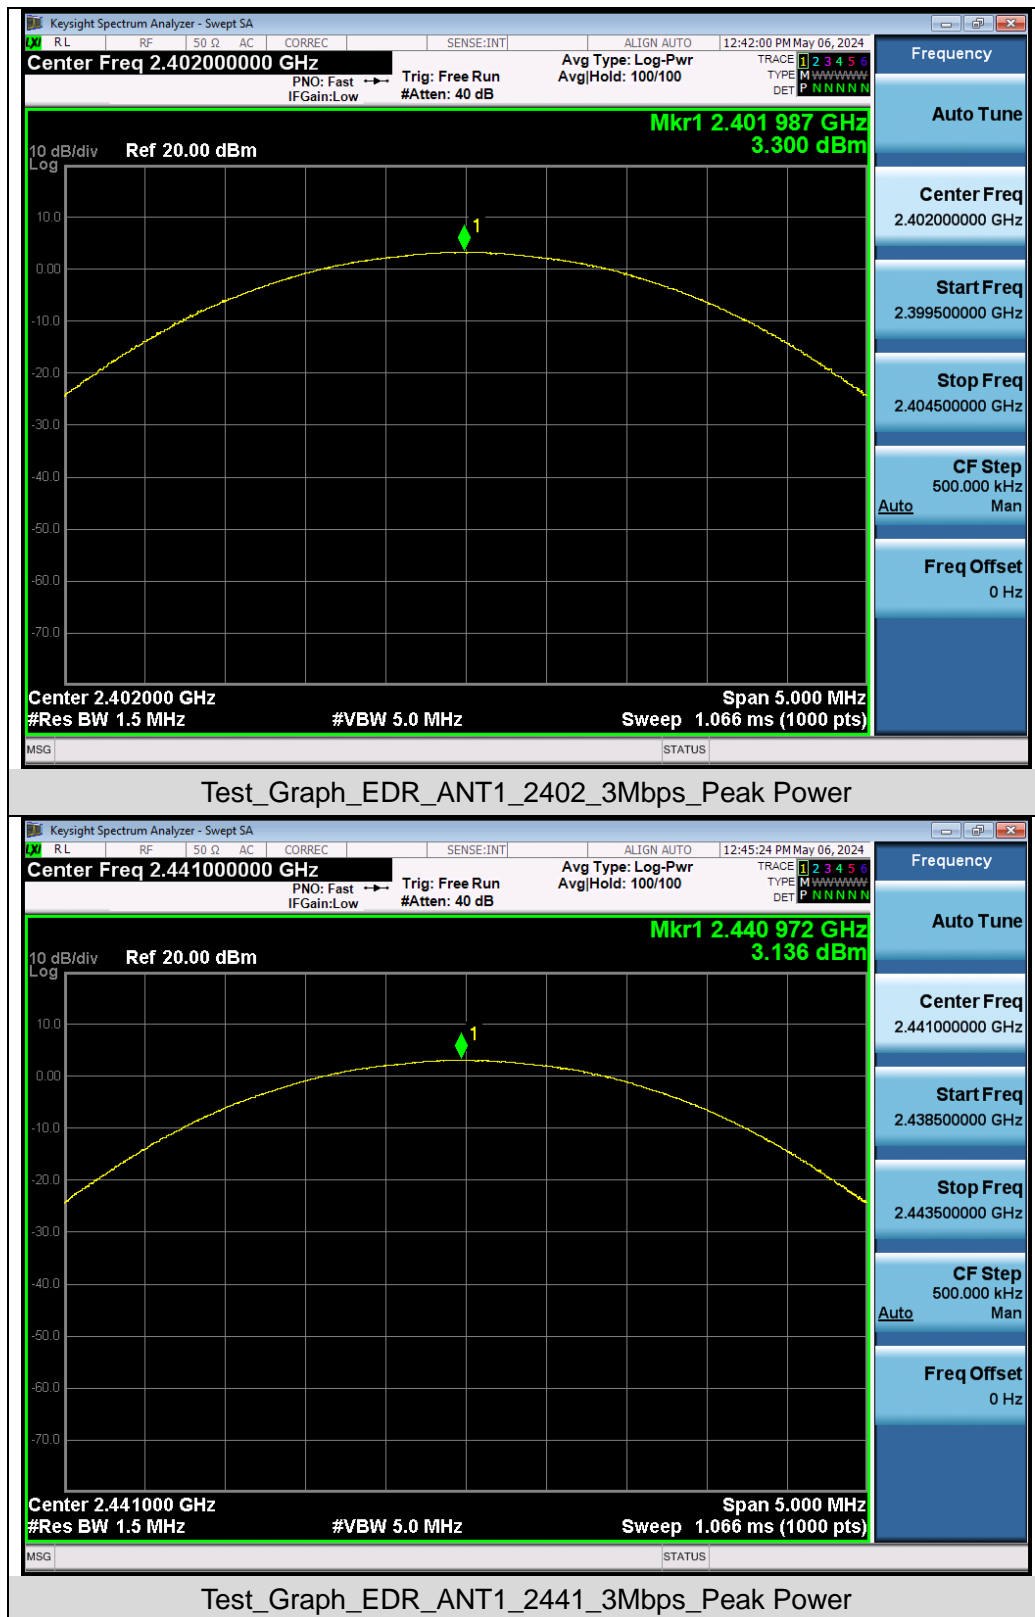 Keysight Spectrum Analyzer - Swept SA
LXI RL RF 50 Ω AC CORREC SENSE:INT ALIGN AUTO 12:42:00 PM May 06, 2024
Center Freq 2.402000000 GHz
PNO: Fast
IFGain:Low
Trig: Free Run
#Atten: 40 dB
Avg Type: Log-Pwr
Avg|Hold: 100/100
TRACE 1 2 3 4 5 6
TYPE M WWWWW
DET P N N N N N
Mkr1 2.401 987 GHz
3.300 dBm
10 dB/div Ref 20.00 dBm
Log
10.0
0.00
-10.0
-20.0
-30.0
-40.0
-50.0
-60.0
-70.0
1
Center 2.402000 GHz Span 5.000 MHz
#Res BW 1.5 MHz #VBW 5.0 MHz Sweep 1.066 ms (1000 pts)
MSG STATUS
Frequency
Auto Tune
Center Freq
2.402000000 GHz
Start Freq
2.399500000 GHz
Stop Freq
2.404500000 GHz
CF Step
500.000 kHz
Auto Man
Freq Offset
0 Hz
Test_Graph_EDR_ANT1_2402_3Mbps_Peak Power
Keysight Spectrum Analyzer - Swept SA
LXI RL RF 50 Ω AC CORREC SENSE:INT ALIGN AUTO 12:45:24 PM May 06, 2024
Center Freq 2.441000000 GHz
PNO: Fast
IFGain:Low
Trig: Free Run
#Atten: 40 dB
Avg Type: Log-Pwr
Avg|Hold: 100/100
TRACE 1 2 3 4 5 6
TYPE M WWWWW
DET P N N N N N
Mkr1 2.440 972 GHz
3.136 dBm
10 dB/div Ref 20.00 dBm
Log
10.0
0.00
-10.0
-20.0
-30.0
-40.0
-50.0
-60.0
-70.0
1
Center 2.441000 GHz Span 5.000 MHz
#Res BW 1.5 MHz #VBW 5.0 MHz Sweep 1.066 ms (1000 pts)
MSG STATUS
Frequency
Auto Tune
Center Freq
2.441000000 GHz
Start Freq
2.438500000 GHz
Stop Freq
2.443500000 GHz
CF Step
500.000 kHz
Auto Man
Freq Offset
0 Hz
Test_Graph_EDR_ANT1_2441_3Mbps_Peak Power